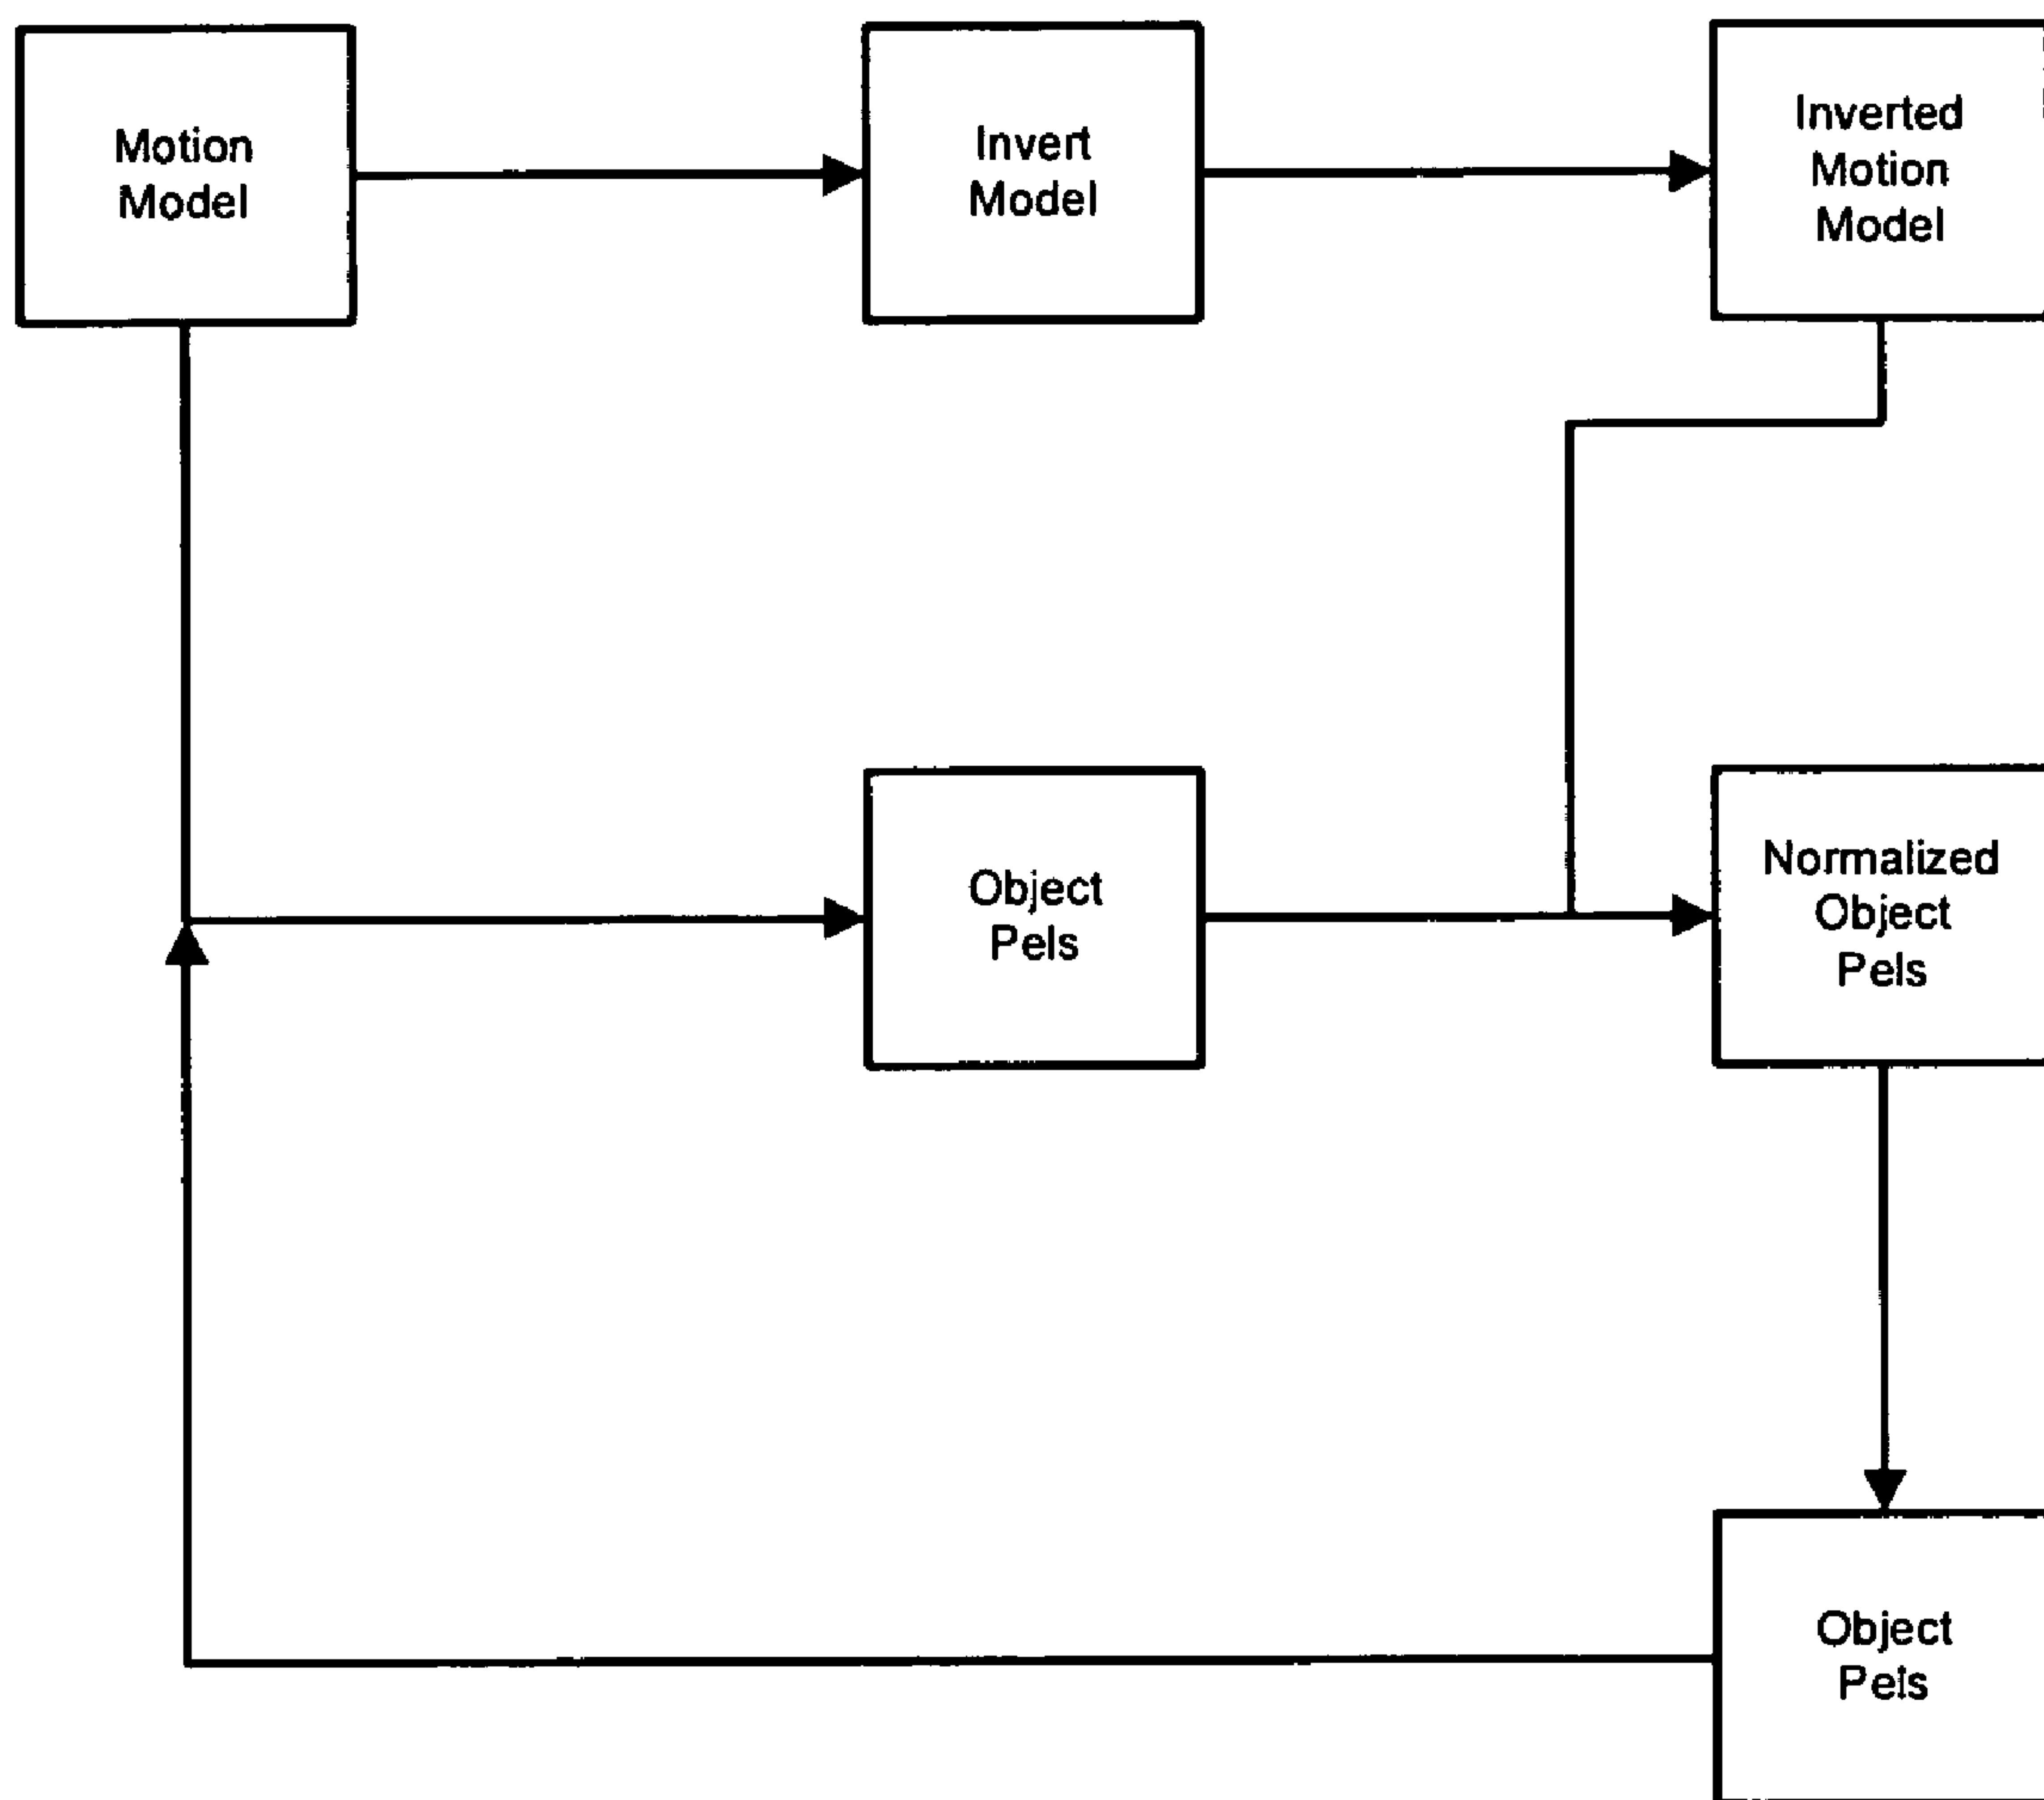 Motion
Model
Invert
Model
Inverted
Motion
Model
Object
Pels
Normalized
Object
Pels
Object
Pels